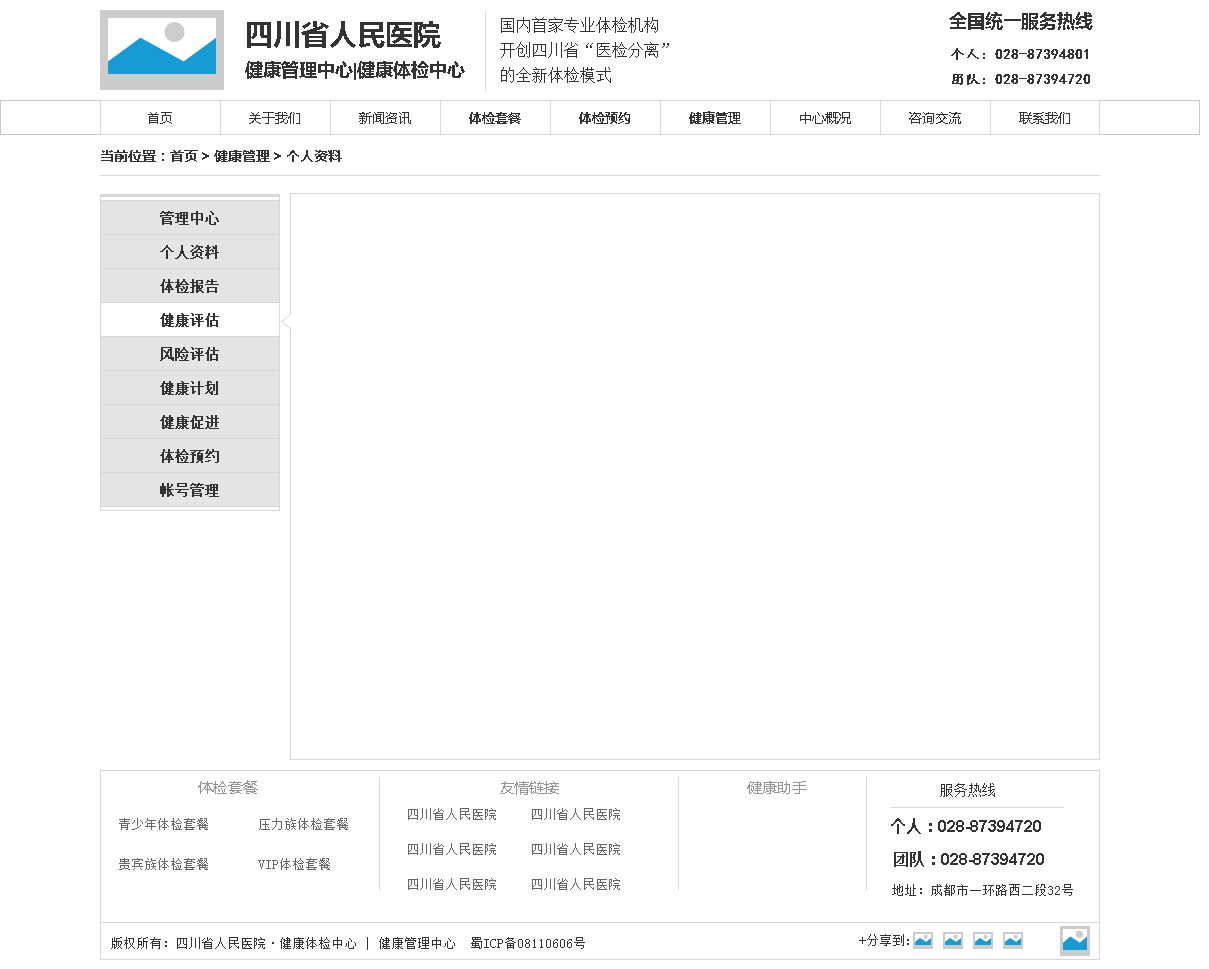 四川省人民医院
健康管理中心|健康体检中心
国内首家专业体检机构
开创四川省“医检分离”
的全新体检模式
全国统一服务热线
个人：028-87394801
团队：028-87394720
首页 关于我们 新闻资讯 体检套餐 体检预约 健康管理 中心概况 咨询交流 联系我们
当前位置：首页 > 健康管理 > 个人资料
管理中心
个人资料
体检报告
健康评估
风险评估
健康计划
健康促进
体检预约
帐号管理
体检套餐
青少年体检套餐 压力族体检套餐
贵宾族体检套餐 VIP体检套餐
友情链接
四川省人民医院 四川省人民医院
四川省人民医院 四川省人民医院
四川省人民医院 四川省人民医院
健康助手
服务热线
个人：028-87394720
团队：028-87394720
地址：成都市一环路西二段32号
版权所有：四川省人民医院·健康体检中心 | 健康管理中心 蜀ICP备08110606号
+分享到: